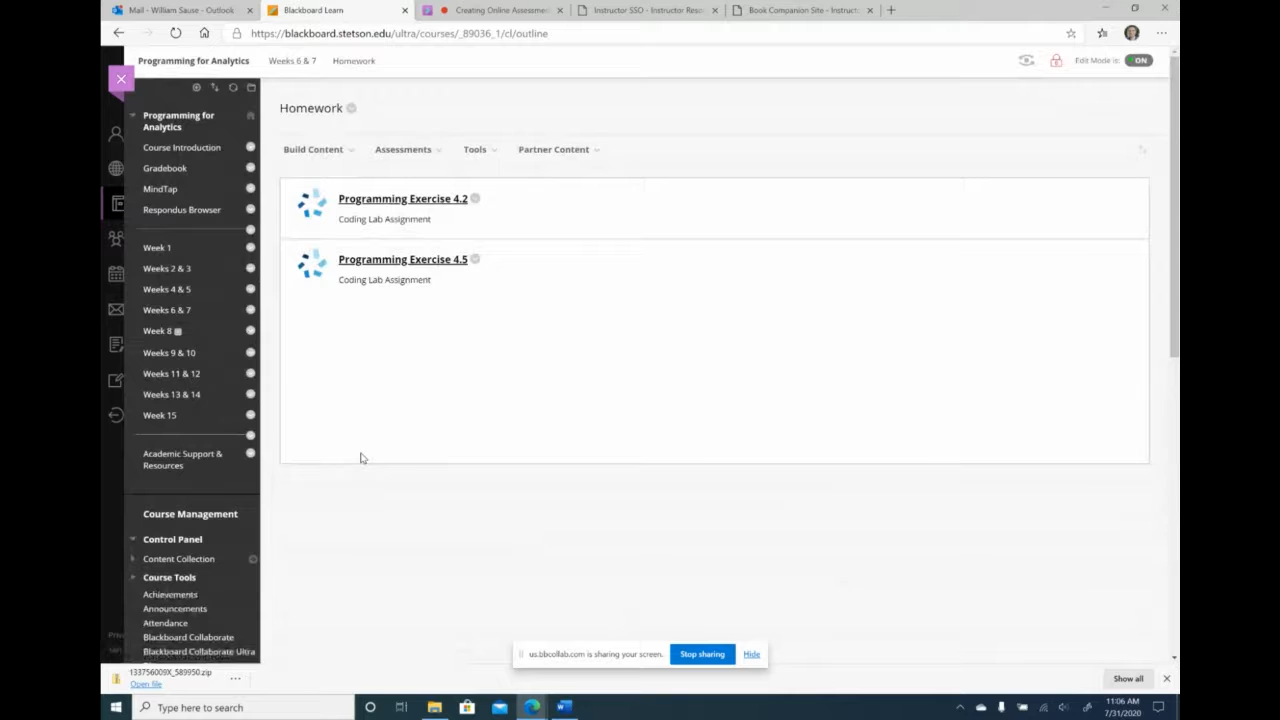 Mail - William Sause - Outlook
Blackboard Learn
Creating Online Assessmen
Instructor SSO - Instructor Resou
Book Companion Site - Instructo
https://blackboard.stetson.edu/ultra/courses/_89036_1/cl/outline
Programming for Analytics
Weeks 6 & 7
Homework
Edit Mode is:
ON
Programming for
Analytics
Course Introduction
Gradebook
MindTap
Respondus Browser
Week 1
Weeks 2 & 3
Weeks 4 & 5
Weeks 6 & 7
Week 8
Weeks 9 & 10
Weeks 11 & 12
Weeks 13 & 14
Week 15
Academic Support &
Resources
Course Management
Control Panel
Content Collection
Course Tools
Achievements
Announcements
Attendance
Blackboard Collaborate
Blackboard Collaborate Ultra
Homework
Build Content
Assessments
Tools
Partner Content
Programming Exercise 4.2
Coding Lab Assignment
Programming Exercise 4.5
Coding Lab Assignment
us.bbcollab.com is sharing your screen.
Stop sharing
Hide
133756009X_589950.zip
Open file
Show all
Type here to search
11:06 AM
7/31/2020